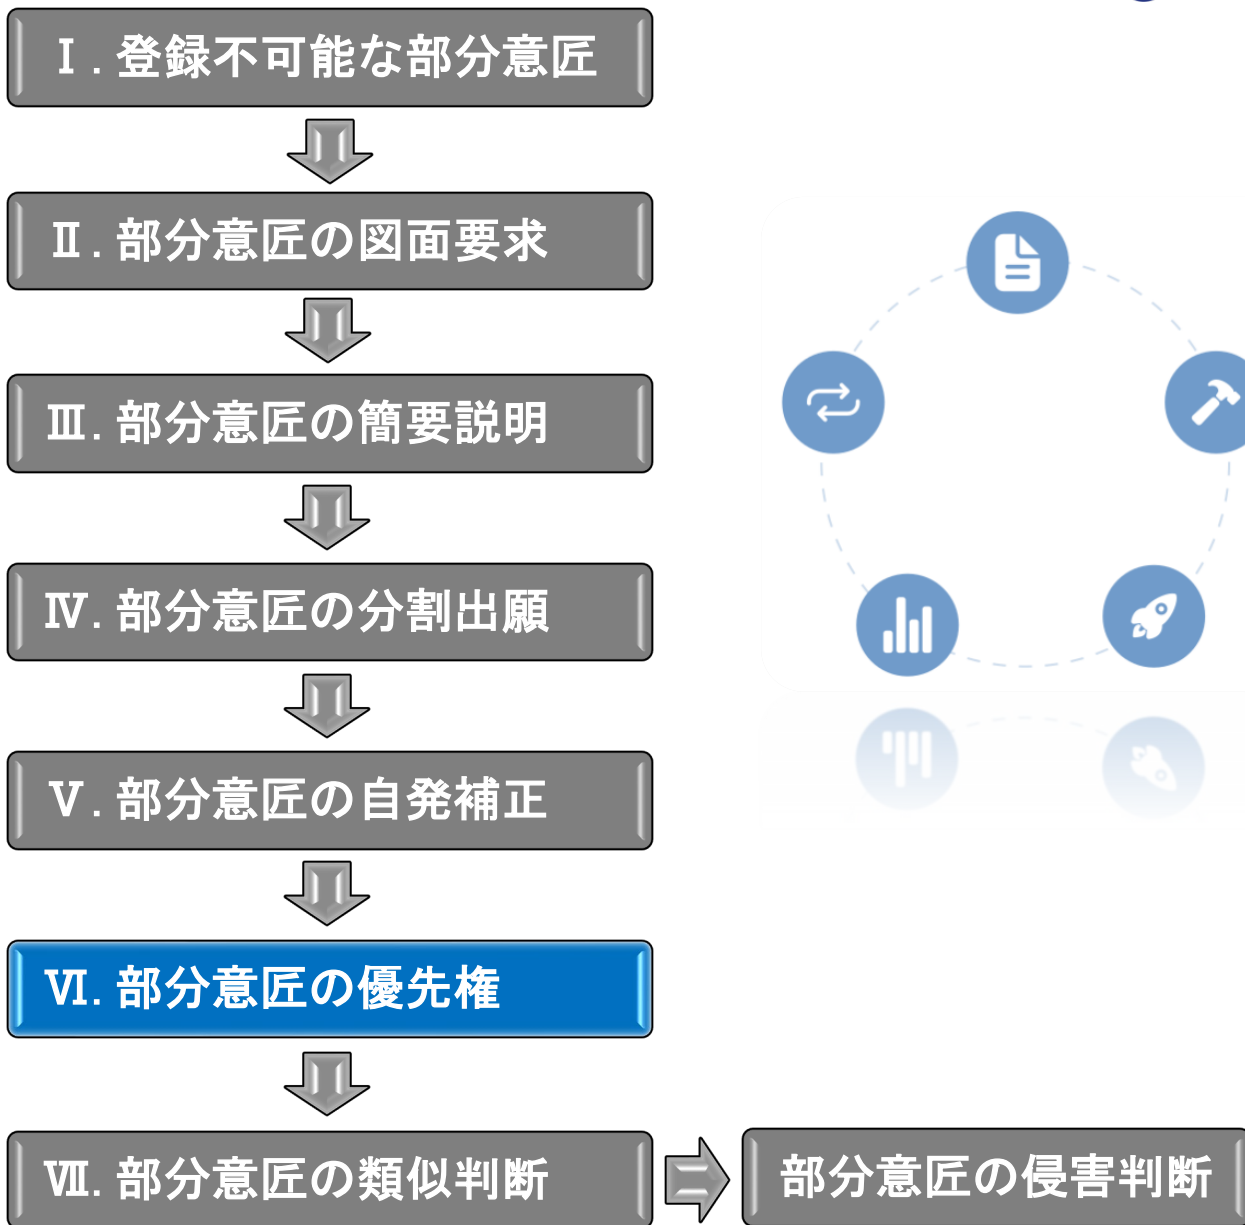 Ⅰ.登録不可能な部分意匠
Ⅱ.部分意匠の図面要求
Ⅲ.部分意匠の簡要説明
Ⅳ.部分意匠の分割出願
Ⅴ.部分意匠の自発補正
Ⅵ.部分意匠の優先権
Ⅶ.部分意匠の類似判断
部分意匠の侵害判断